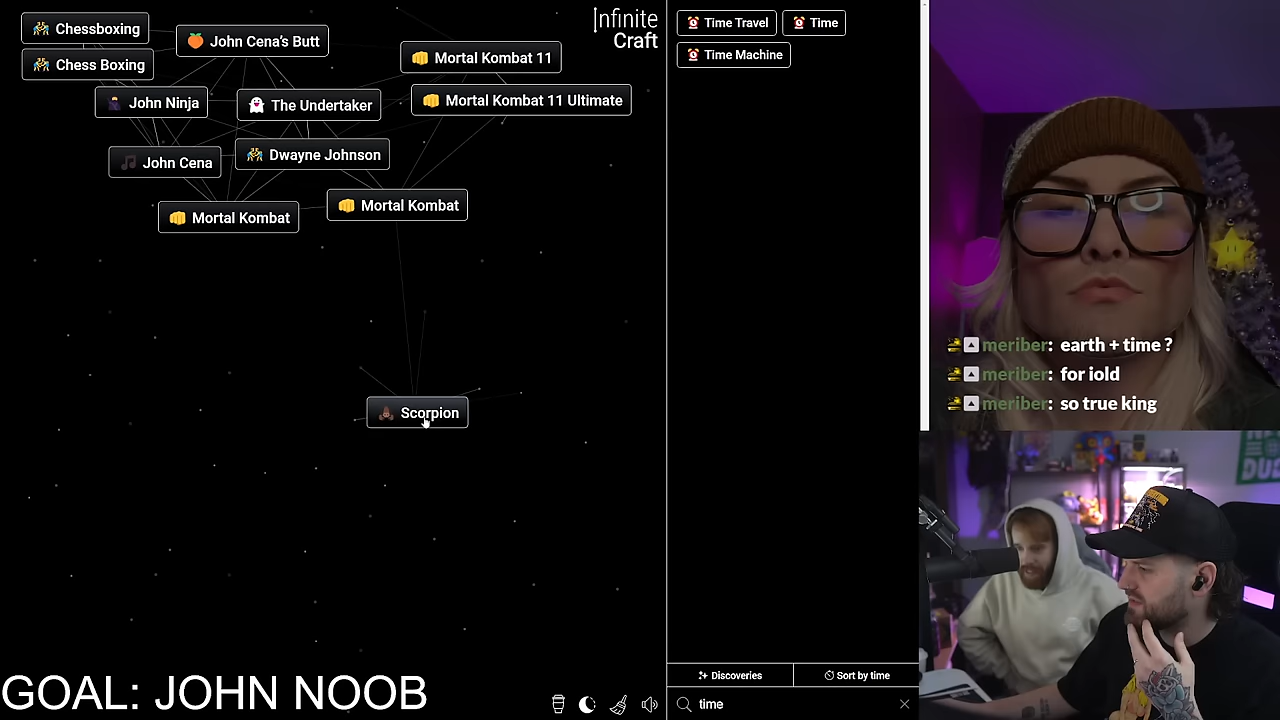 Chessboxing
John Cena's Butt
Chess Boxing
Mortal Kombat 11
John Ninja
The Undertaker
Mortal Kombat 11 Ultimate
John Cena
Dwayne Johnson
Mortal Kombat
Mortal Kombat
Scorpion
GOAL: JOHN NOOB
Infinite
Craft
Time Travel
Time
Time Machine
Discoveries
Sort by time
time
meriber: earth + time ?
meriber: for iold
meriber: so true king